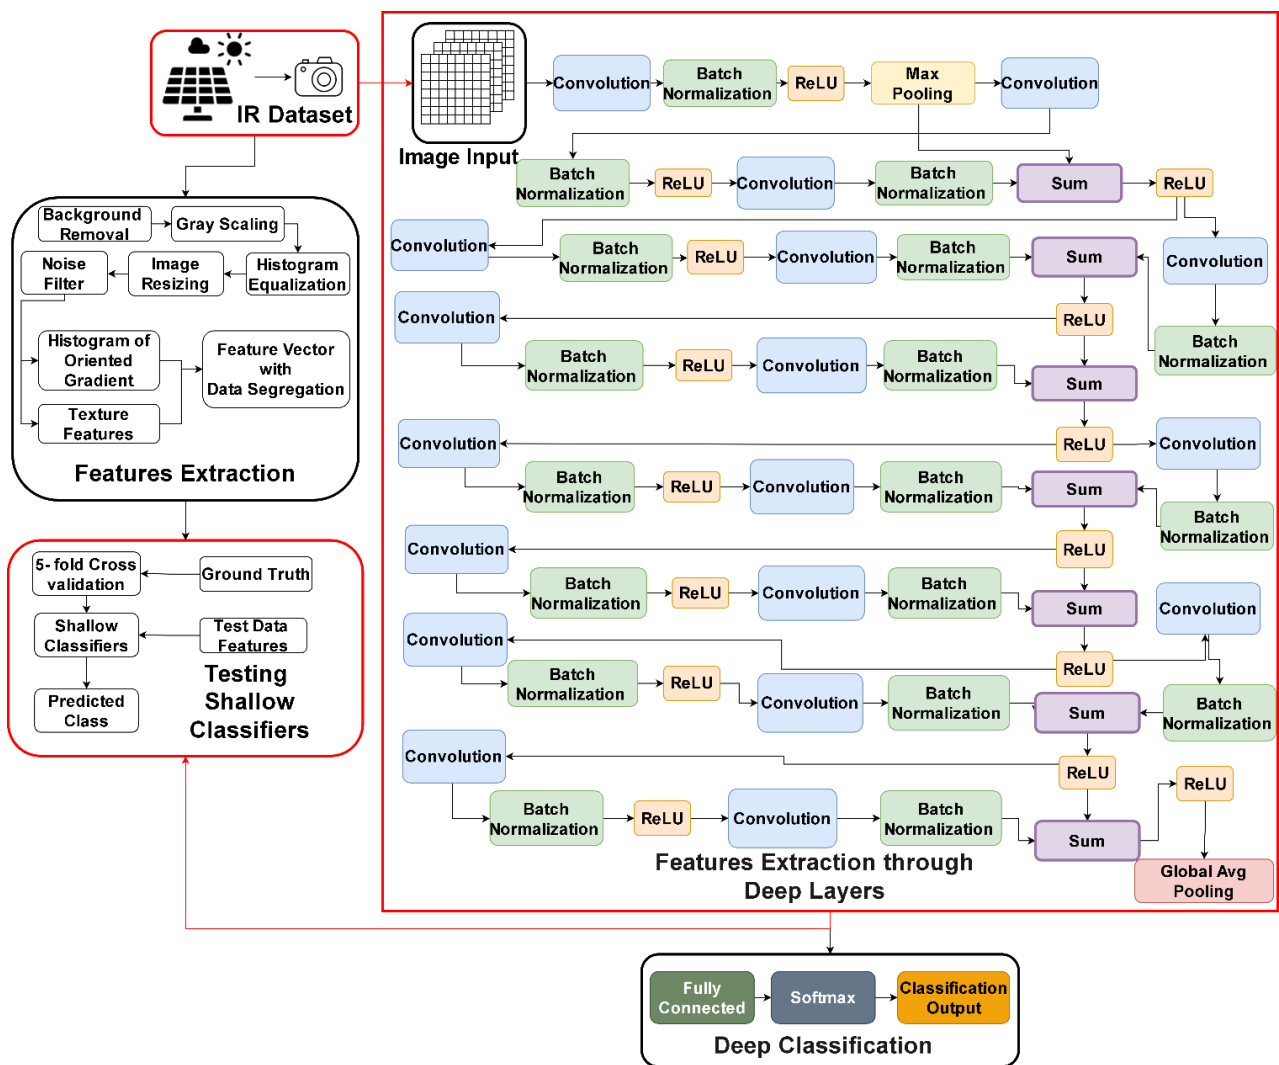 IR Dataset
Background
Removal
Gray Scaling
Noise
Filter
Image
Resizing
Histogram
Equalization
Histogram of
Oriented
Gradient
Feature Vector
with
Data Segregation
Texture
Features
Features Extraction
5- fold Cross
validation
Ground Truth
Shallow
Classifiers
Test Data
Features
Predicted
Class
Testing
Shallow
Classifiers
Image Input
Convolution
Batch
Normalization
ReLU
Max
Pooling
Convolution
Batch
Normalization
ReLU
Convolution
Batch
Normalization
Sum
ReLU
Convolution
Batch
Normalization
ReLU
Convolution
Batch
Normalization
Sum
Convolution
Convolution
ReLU
Batch
Normalization
Batch
Normalization
ReLU
Convolution
Batch
Normalization
Sum
Convolution
ReLU
Convolution
Batch
Normalization
ReLU
Convolution
Batch
Normalization
Sum
Batch
Normalization
Convolution
ReLU
Batch
Normalization
ReLU
Convolution
Batch
Normalization
Sum
Convolution
Convolution
ReLU
Batch
Normalization
ReLU
Convolution
Batch
Normalization
Sum
Batch
Normalization
Convolution
ReLU
ReLU
Batch
Normalization
ReLU
Convolution
Batch
Normalization
Sum
Global Avg
Pooling
Features Extraction through
Deep Layers
Fully
Connected
Softmax
Classification
Output
Deep Classification